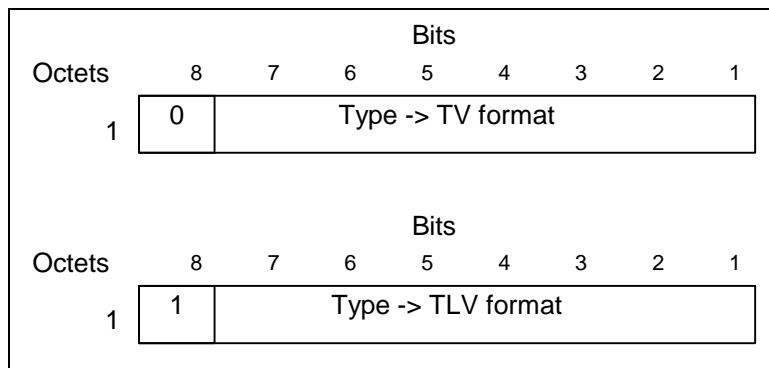 Bits
Octets 8 7 6 5 4 3 2 1
1 0 Type -> TV format
Bits
Octets 8 7 6 5 4 3 2 1
1 1 Type -> TLV format